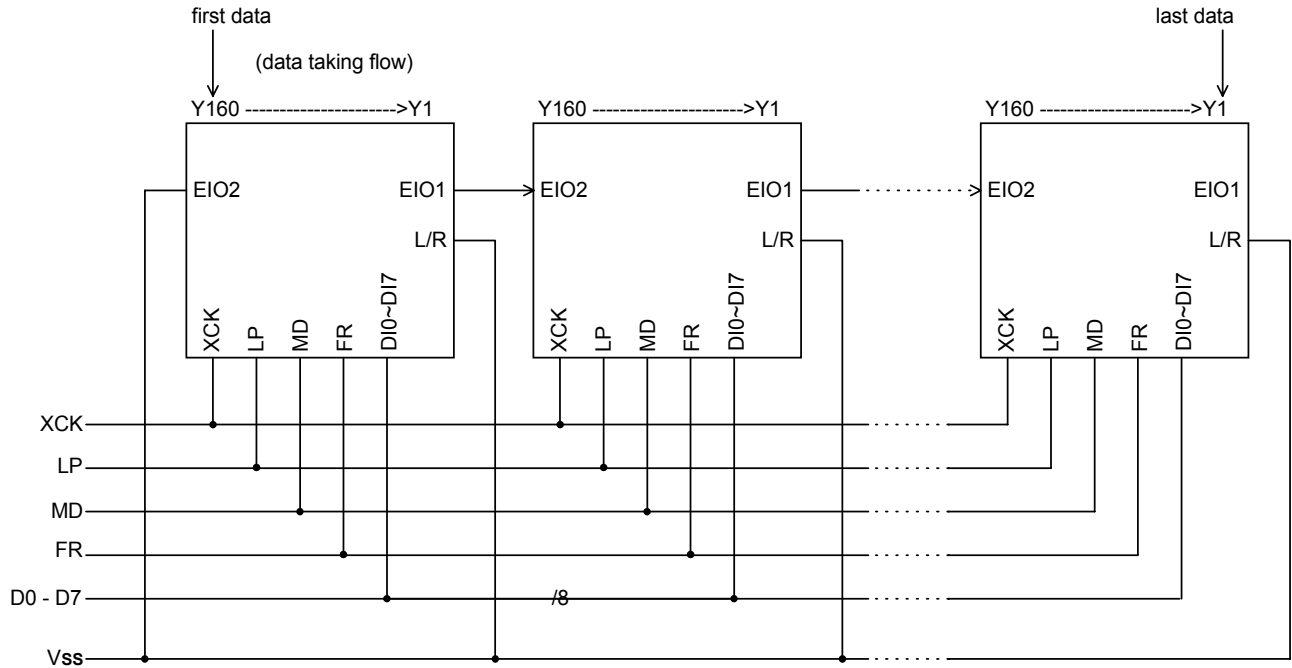 first data
last data
(data taking flow)
Y160 ---------------------->Y1
Y160 ---------------------->Y1
Y160 ---------------------->Y1
EIO2
EIO1
EIO2
EIO1
EIO2
EIO1
L/R
L/R
L/R
XCK
LP
MD
FR
DI0~DI7
XCK
LP
MD
FR
DI0~DI7
XCK
LP
MD
FR
DI0~DI7
XCK
LP
MD
FR
D0 - D7
/8
Vss